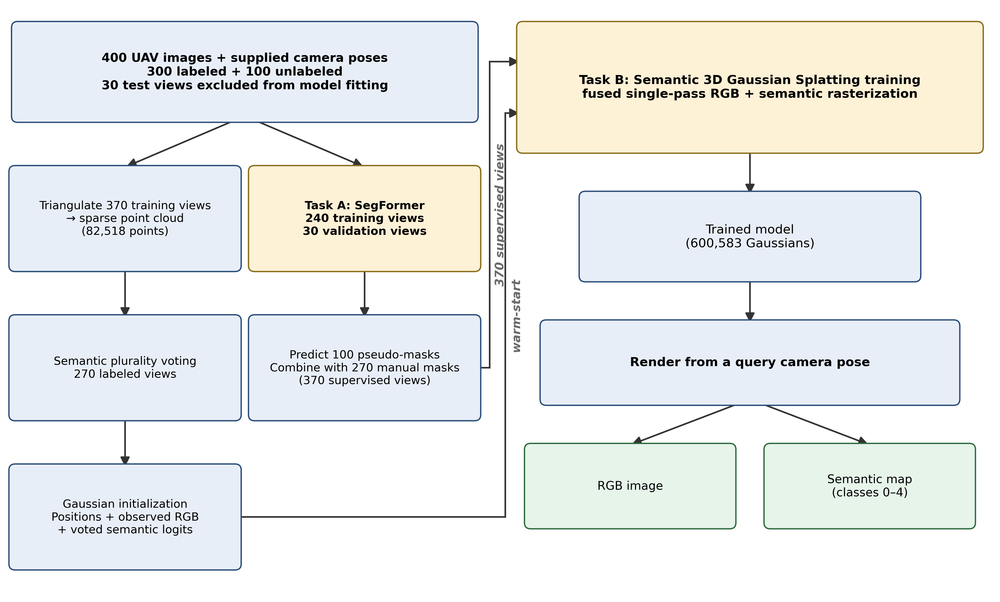 400 UAV images + supplied camera poses
300 labeled + 100 unlabeled
30 test views excluded from model fitting
Triangulate 370 training views
→ sparse point cloud
(82,518 points)
Task A: SegFormer
240 training views
30 validation views
Semantic plurality voting
270 labeled views
Predict 100 pseudo-masks
Combine with 270 manual masks
(370 supervised views)
Gaussian initialization
Positions + observed RGB
+ voted semantic logits
370 supervised views
warm-start
Task B: Semantic 3D Gaussian Splatting training
fused single-pass RGB + semantic rasterization
Trained model
(600,583 Gaussians)
Render from a query camera pose
RGB image
Semantic map
(classes 0–4)